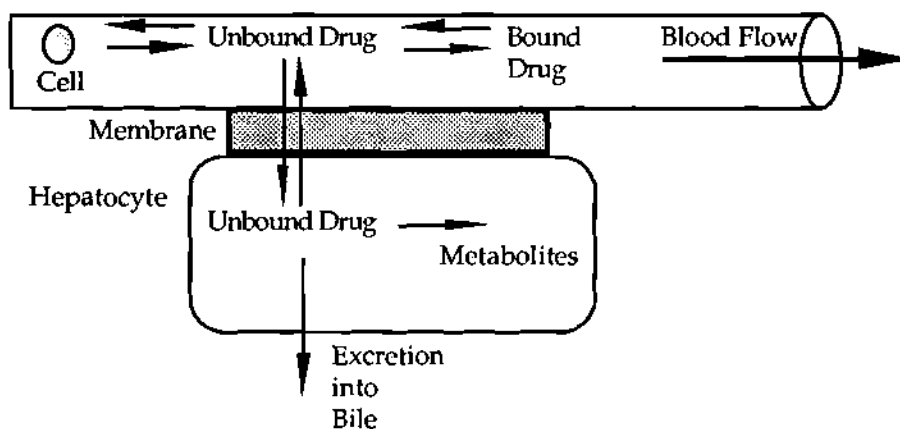 Unbound Drug
Bound
Drug
Blood Flow
Cell
Membrane
Hepatocyte
Unbound Drug
Metabolites
Excretion
into
Bile